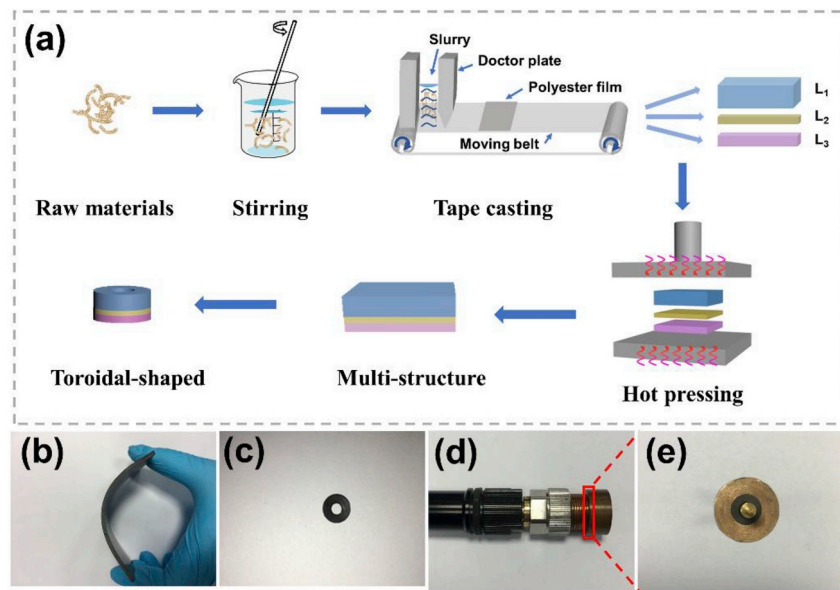 (a)
Slurry
Doctor plate
Polyester film
Moving belt
L₁
L₂
L₃
Raw materials
Stirring
Tape casting
Toroidal-shaped
Multi-structure
Hot pressing
(b)
(c)
(d)
(e)